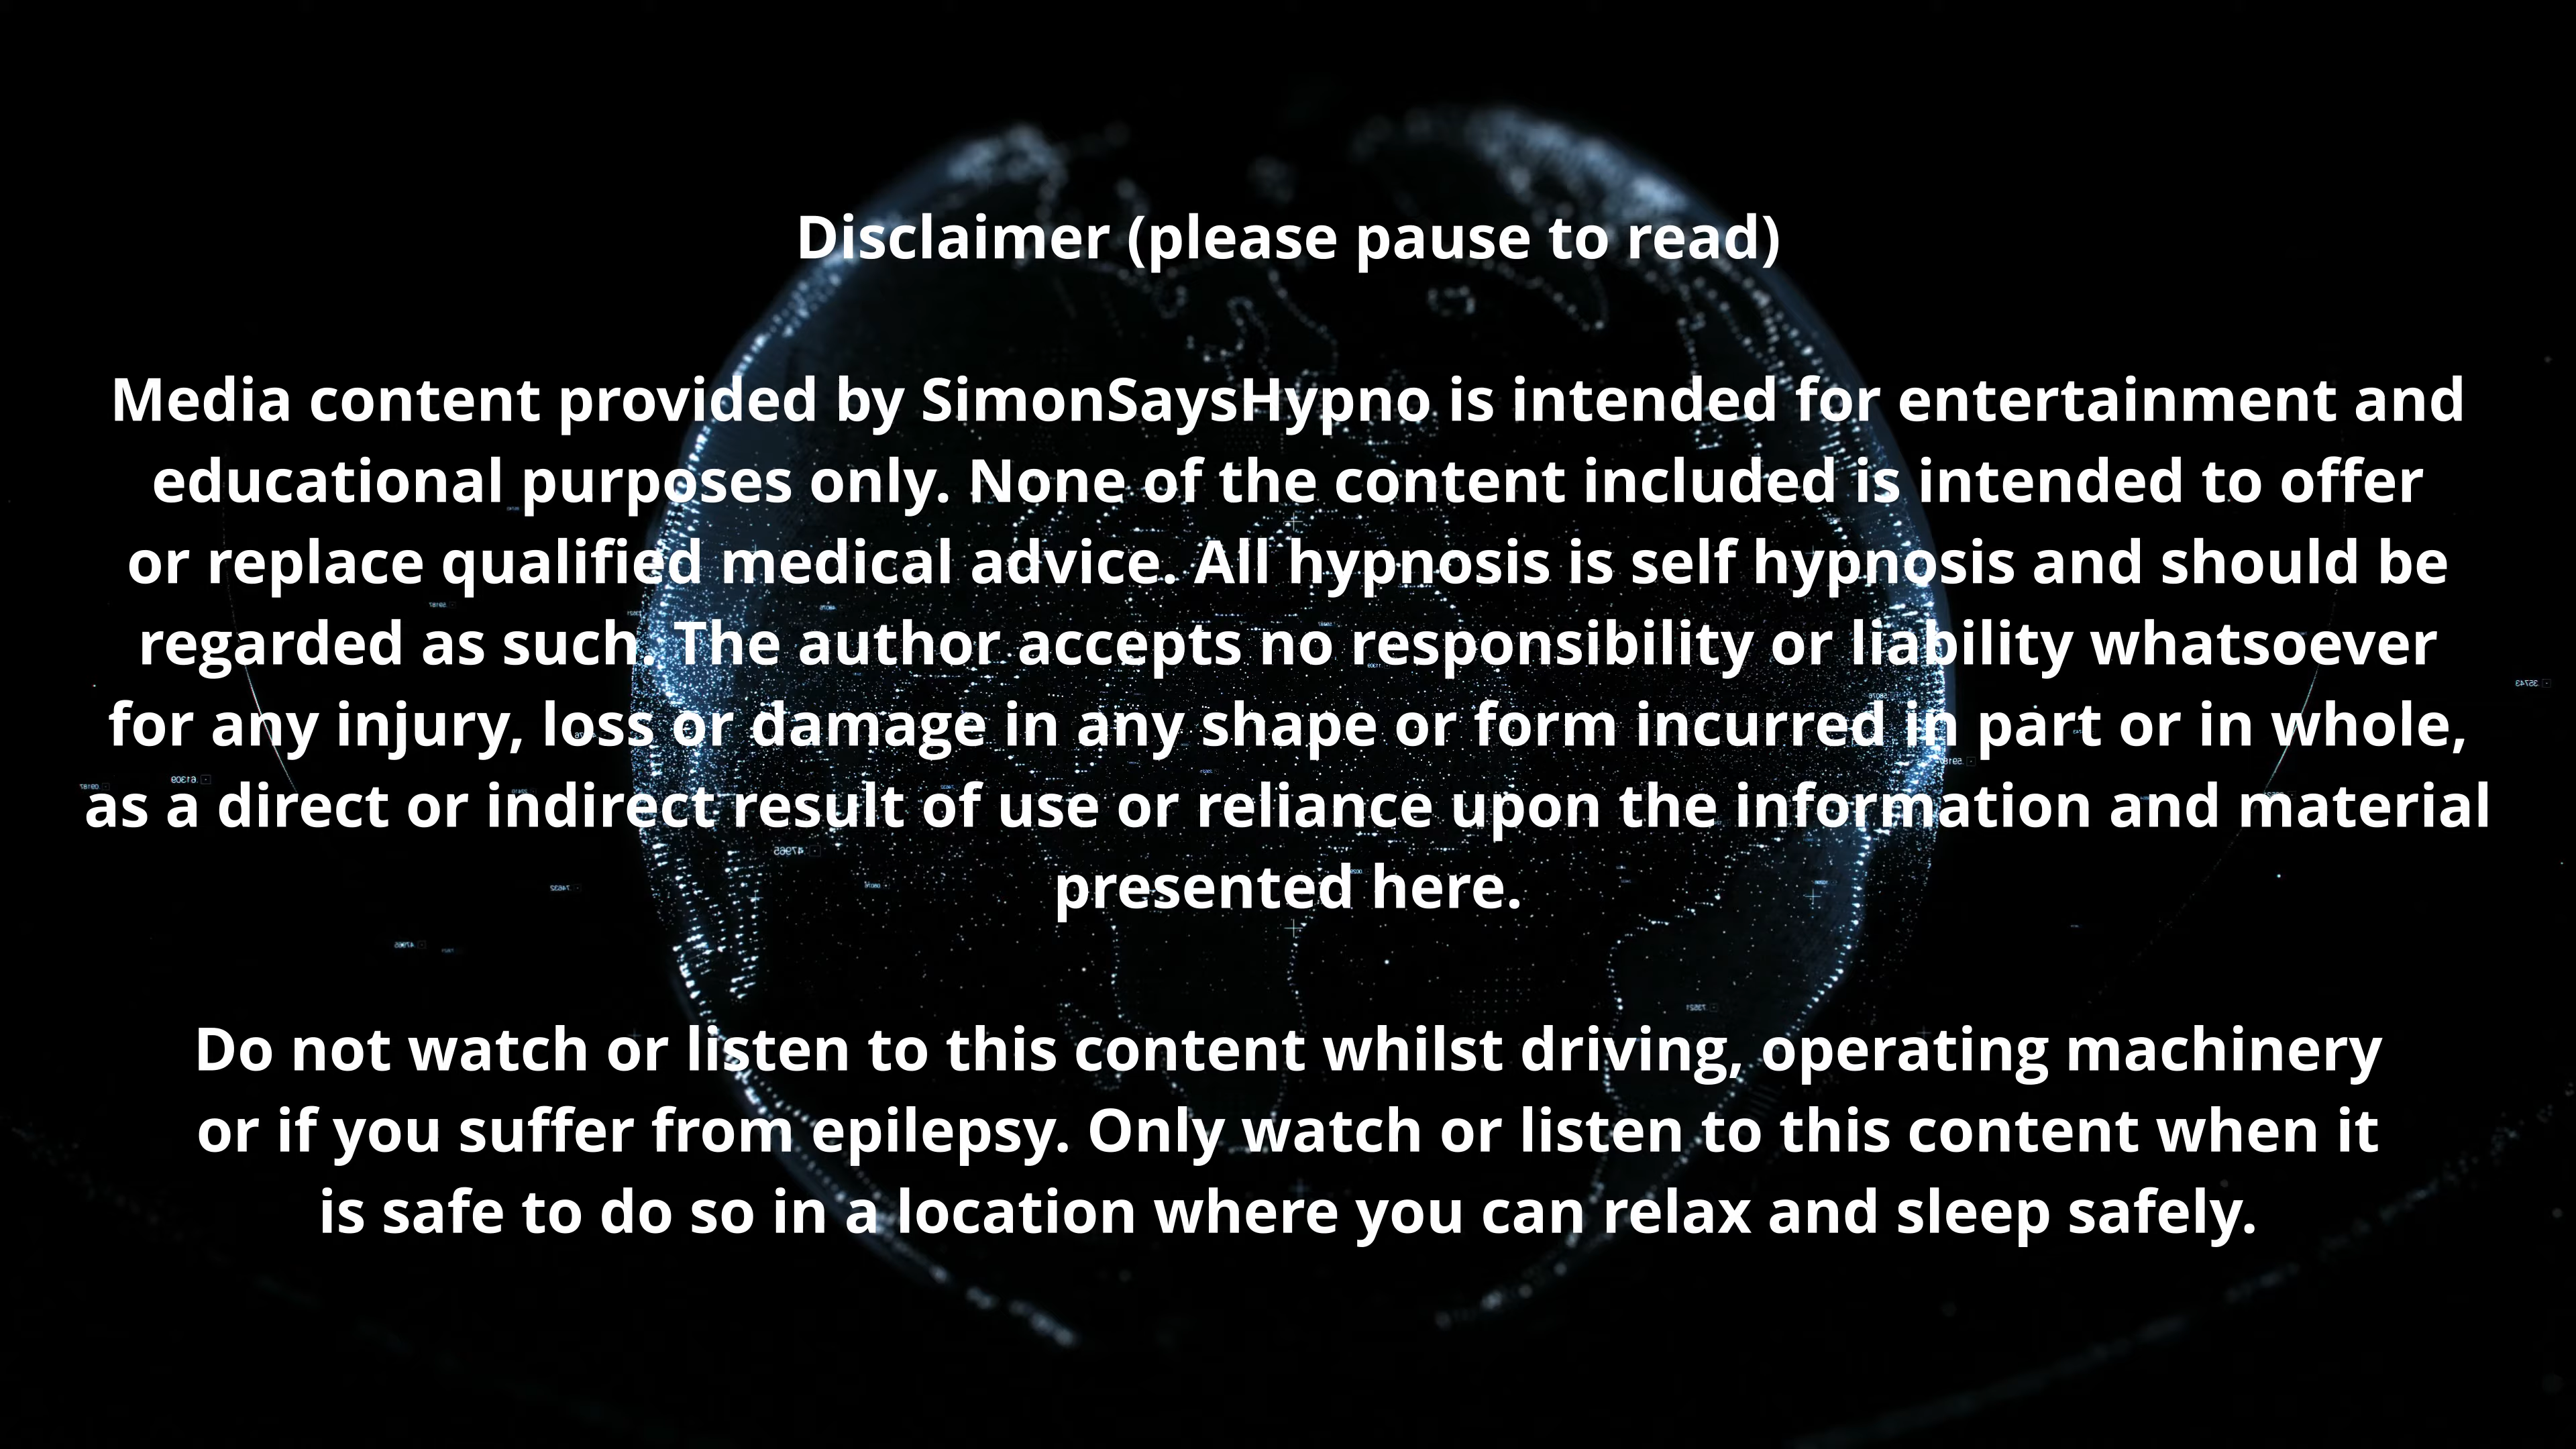 Disclaimer (please pause to read)
Media content provided by SimonSaysHypno is intended for entertainment and
educational purposes only. None of the content included is intended to offer
or replace qualified medical advice. All hypnosis is self hypnosis and should be
regarded as such. The author accepts no responsibility or liability whatsoever
for any injury, loss or damage in any shape or form incurred in part or in whole,
as a direct or indirect result of use or reliance upon the information and material
presented here.
Do not watch or listen to this content whilst driving, operating machinery
or if you suffer from epilepsy. Only watch or listen to this content when it
is safe to do so in a location where you can relax and sleep safely.